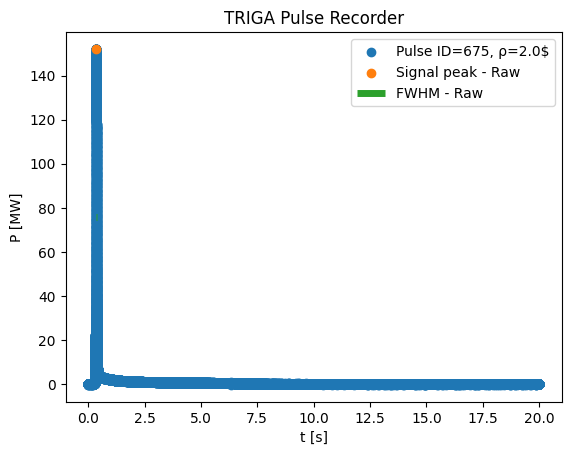 TRIGA Pulse Recorder
Pulse ID=675, ρ=2.0$
Signal peak - Raw
FWHM - Raw
P [MW]
140
120
100
80
60
40
20
0
0.0 2.5 5.0 7.5 10.0 12.5 15.0 17.5 20.0
t [s]